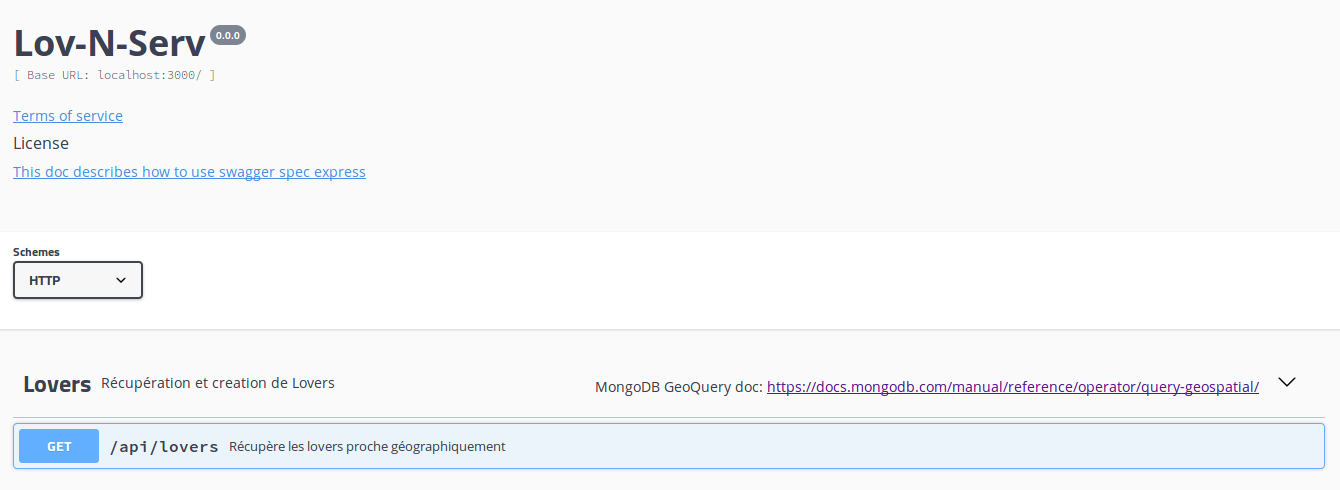 Lov-N-Serv 0.0.0
[ Base URL: localhost:3000/ ]
Terms of service
License
This doc describes how to use swagger spec express
Schemes
HTTP
Lovers Récupération et creation de Lovers MongoDB GeoQuery doc: https://docs.mongodb.com/manual/reference/operator/query-geospatial/
GET /api/lovers Récupère les lovers proche géographiquement